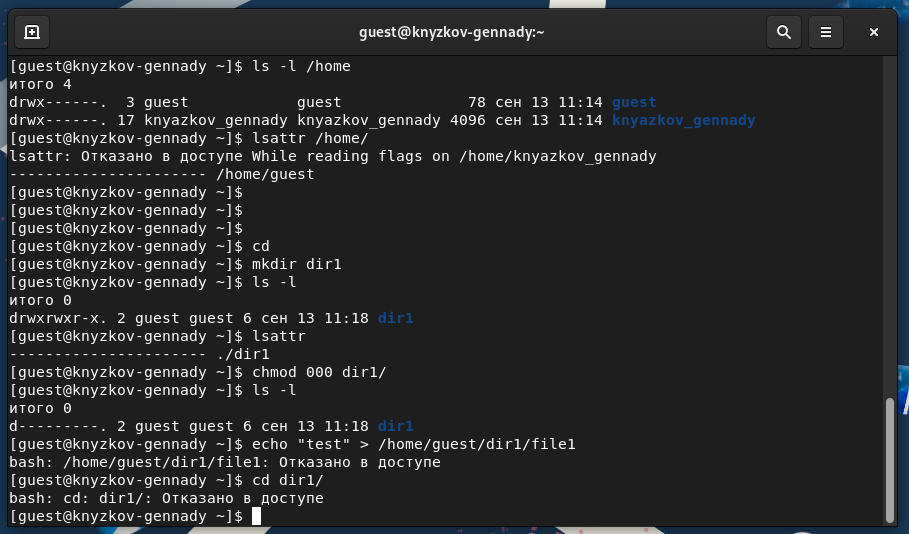 guest@knyzkov-gennady:~
[guest@knyzkov-gennady ~]$ ls -l /home
итого 4
drwx------.  3 guest            guest              78 сен 13 11:14 guest
drwx------. 17 knyazkov_gennady knyazkov_gennady 4096 сен 13 11:14 knyazkov_gennady
[guest@knyzkov-gennady ~]$ lsattr /home/
lsattr: Отказано в доступе While reading flags on /home/knyazkov_gennady
---------------------- /home/guest
[guest@knyzkov-gennady ~]$
[guest@knyzkov-gennady ~]$
[guest@knyzkov-gennady ~]$
[guest@knyzkov-gennady ~]$ cd
[guest@knyzkov-gennady ~]$ mkdir dir1
[guest@knyzkov-gennady ~]$ ls -l
итого 0
drwxrwxr-x. 2 guest guest 6 сен 13 11:18 dir1
[guest@knyzkov-gennady ~]$ lsattr
---------------------- ./dir1
[guest@knyzkov-gennady ~]$ chmod 000 dir1/
[guest@knyzkov-gennady ~]$ ls -l
итого 0
d---------. 2 guest guest 6 сен 13 11:18 dir1
[guest@knyzkov-gennady ~]$ echo "test" > /home/guest/dir1/file1
bash: /home/guest/dir1/file1: Отказано в доступе
[guest@knyzkov-gennady ~]$ cd dir1/
bash: cd: dir1/: Отказано в доступе
[guest@knyzkov-gennady ~]$